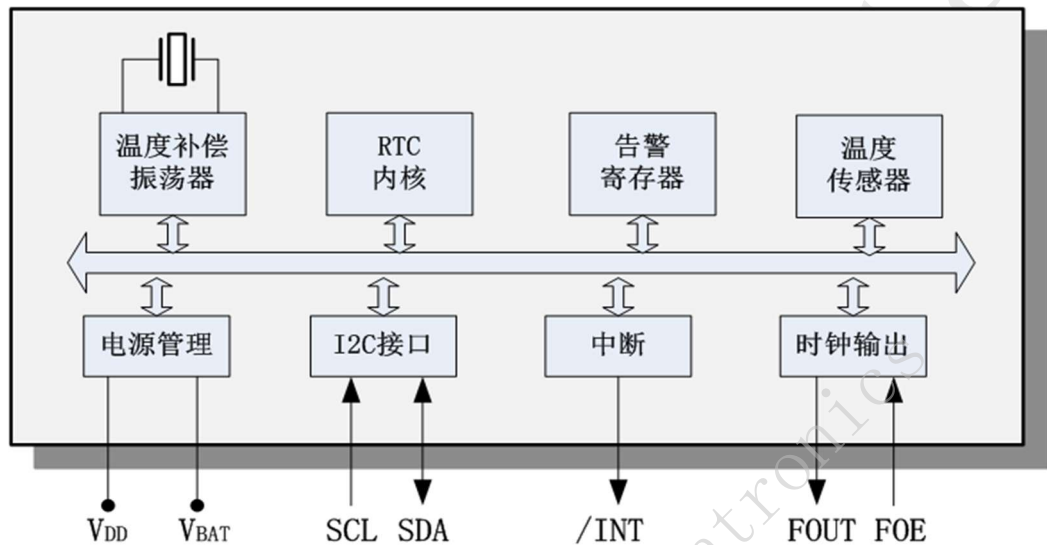 温度补偿
振荡器
RTC
内核
告警
寄存器
温度
传感器
电源管理
I2C接口
中断
时钟输出
VDD VBAT SCL SDA /INT FOUT FOE